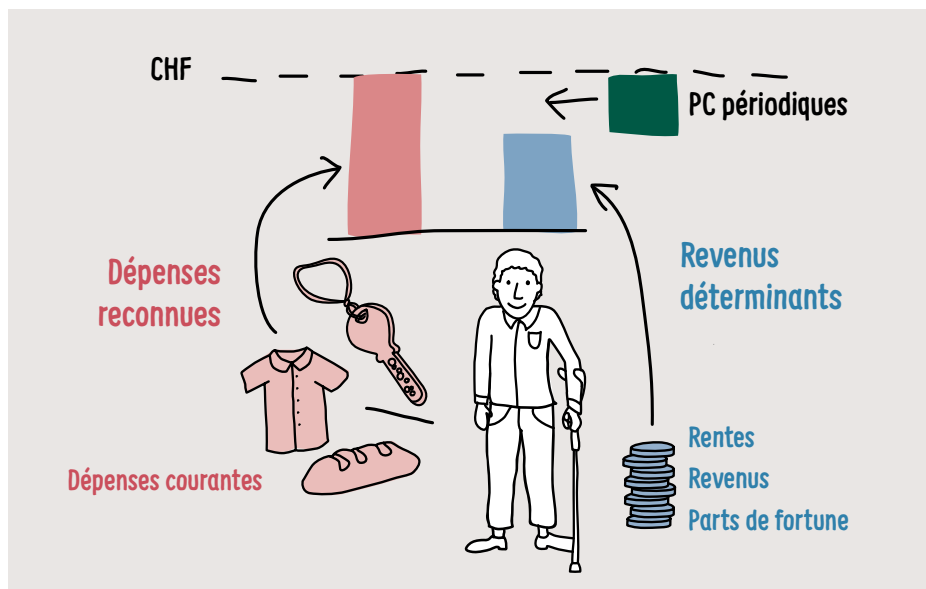 CHF
PC périodiques
Dépenses
reconnues
Revenus
déterminants
Dépenses courantes
Rentes
Revenus
Parts de fortune